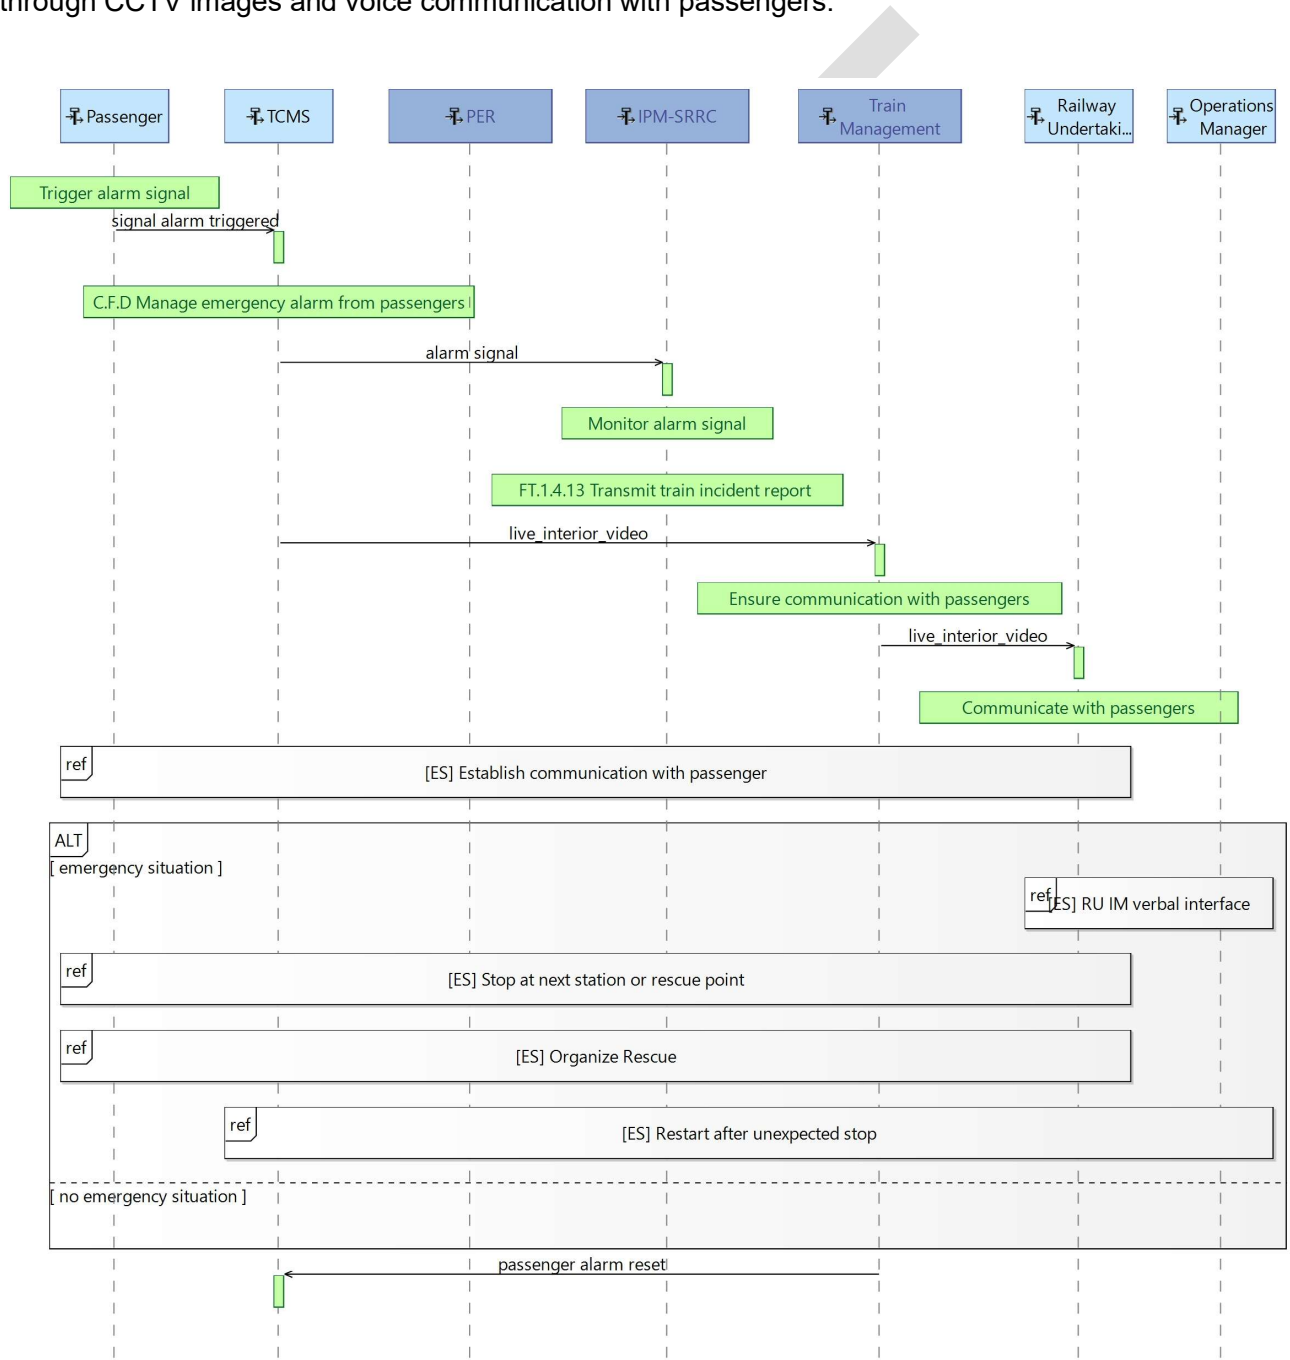 through CCTV images and voice communication with passengers.
Passenger
TCMS
PER
IPM-SRRC
Train
Management
Railway
Undertaki...
Operations
Manager
Trigger alarm signal
signal alarm triggered
C.F.D Manage emergency alarm from passengers
alarm signal
Monitor alarm signal
FT.1.4.13 Transmit train incident report
live_interior_video
Ensure communication with passengers
live_interior_video
Communicate with passengers
ref
[ES] Establish communication with passenger
ALT
[ emergency situation ]
ref
[ES] RU IM verbal interface
ref
[ES] Stop at next station or rescue point
ref
[ES] Organize Rescue
ref
[ES] Restart after unexpected stop
[ no emergency situation ]
passenger alarm reset